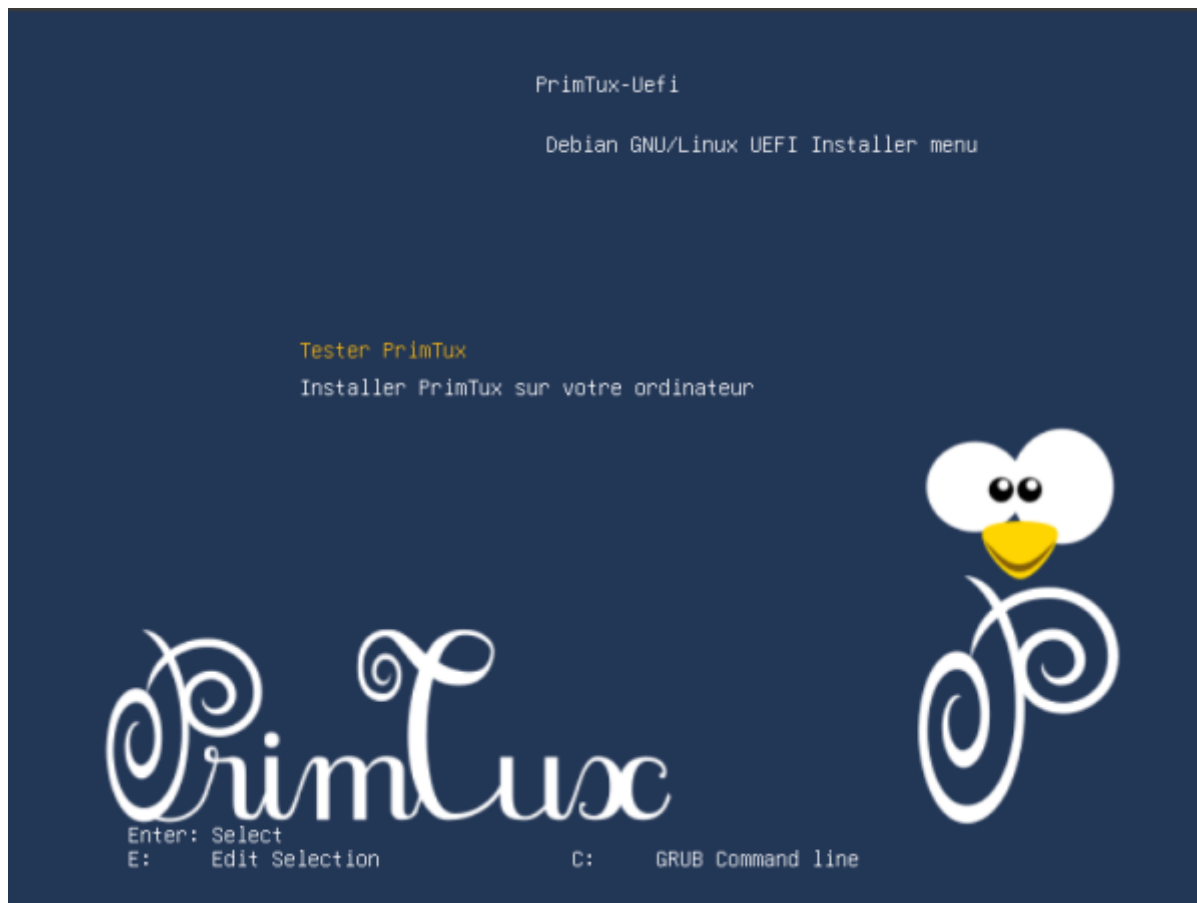 PrimTux-Uefi
Debian GNU/Linux UEFI Installer menu
Tester PrimTux
Installer PrimTux sur votre ordinateur
PrimTux
P
Enter: Select
E: Edit Selection C: GRUB Command line